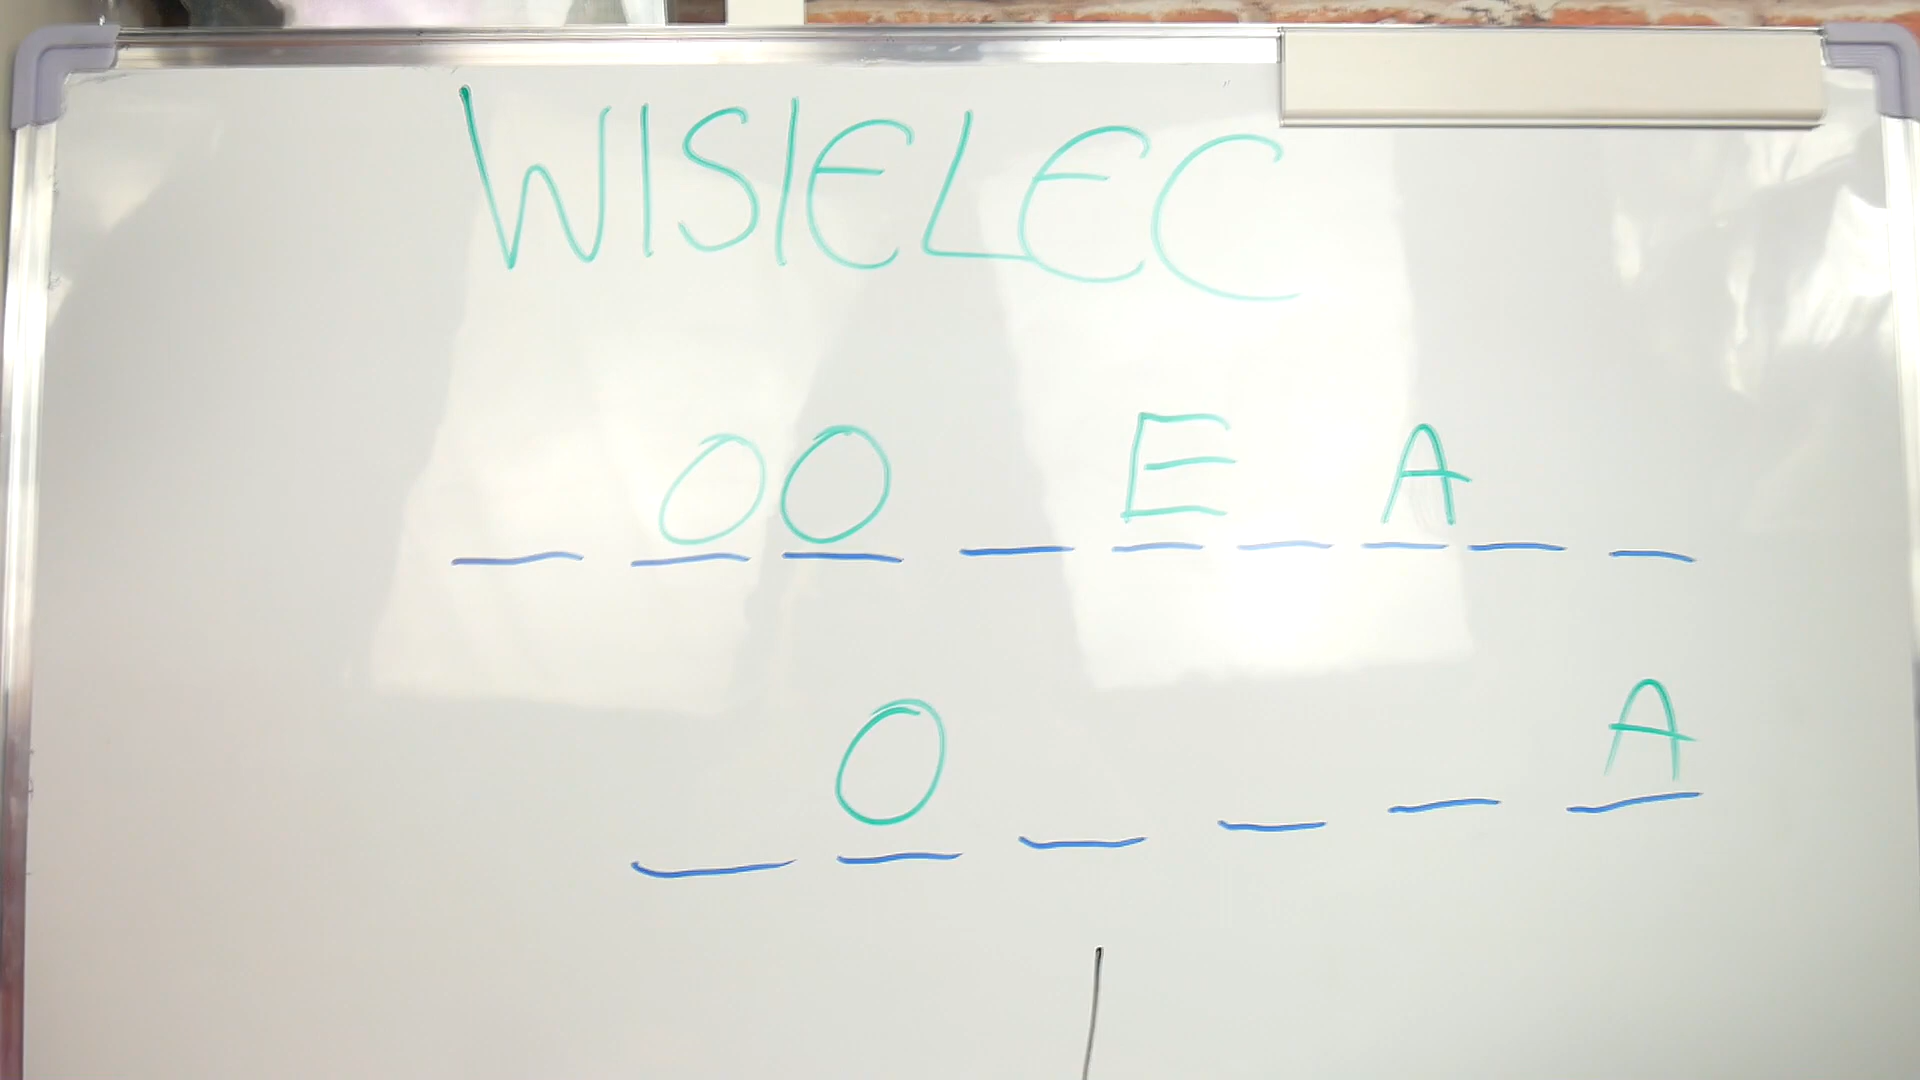 WISIELEC
_ O O _ E _ A _ _
_ O _ _ _ A